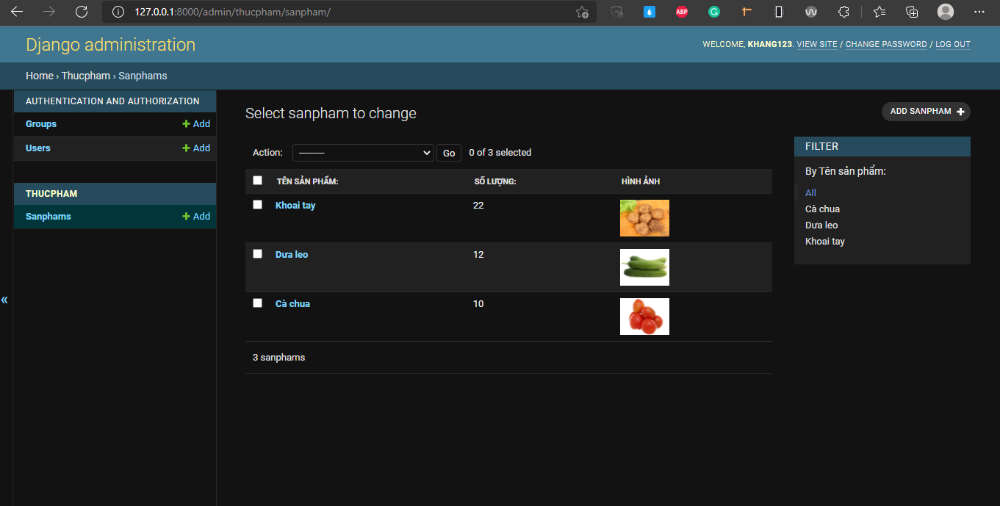 127.0.0.1:8000/admin/thucpham/sanpham/
ABP
Django administration
WELCOME, KHANG123. VIEW SITE / CHANGE PASSWORD / LOG OUT
Home › Thucpham › Sanphams
AUTHENTICATION AND AUTHORIZATION
Groups + Add
Users + Add
THUCPHAM
Sanphams + Add
«
Select sanpham to change
ADD SANPHAM +
Action: --------- Go 0 of 3 selected
TÊN SẢN PHẨM: SỐ LƯỢNG: HÌNH ẢNH
Khoai tay 22
Dưa leo 12
Cà chua 10
3 sanphams
FILTER
By Tên sản phẩm:
All
Cà chua
Dưa leo
Khoai tay